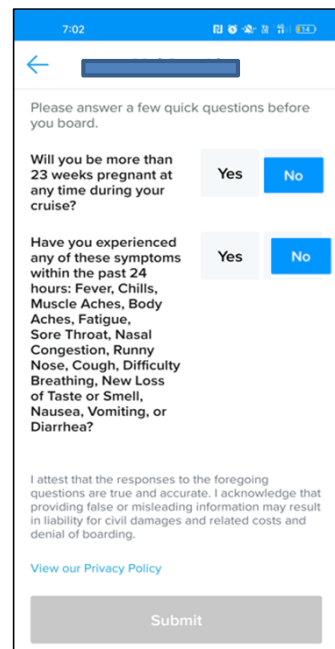 7:02
Please answer a few quick questions before
you board.
Will you be more than
23 weeks pregnant at
any time during your
cruise?
Yes
No
Have you experienced
any of these symptoms
within the past 24
hours: Fever, Chills,
Muscle Aches, Body
Aches, Fatigue,
Sore Throat, Nasal
Congestion, Runny
Nose, Cough, Difficulty
Breathing, New Loss
of Taste or Smell,
Nausea, Vomiting, or
Diarrhea?
Yes
No
I attest that the responses to the foregoing
questions are true and accurate. I acknowledge that
providing false or misleading information may result
in liability for civil damages and related costs and
denial of boarding.
View our Privacy Policy
Submit